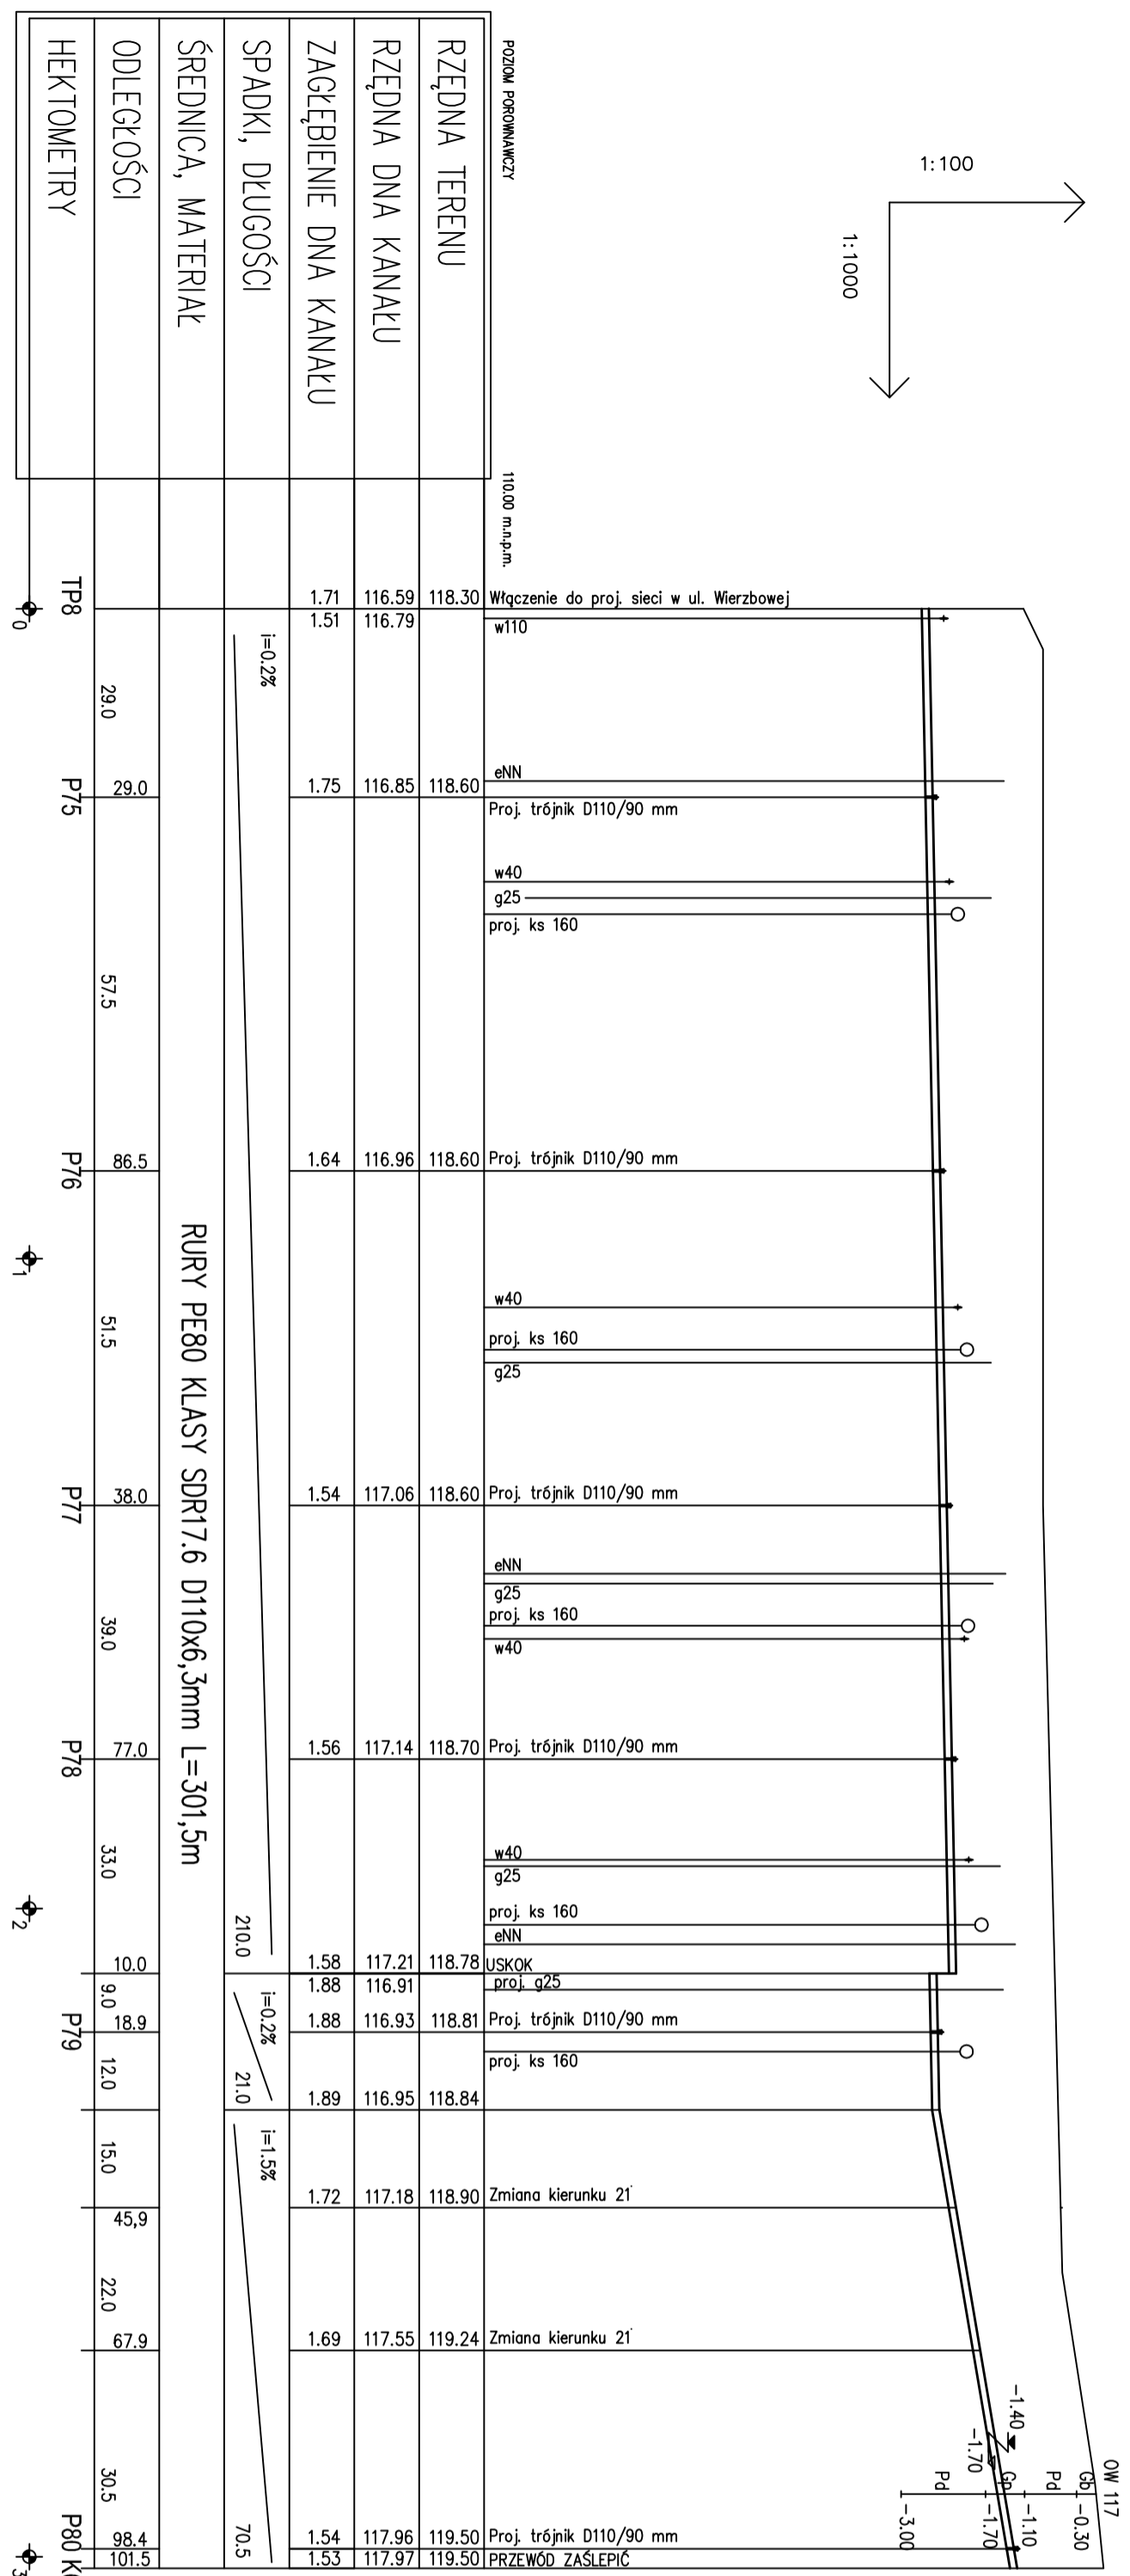 1:100
1:1000
POZIOM POROWNAWCZY
110.00 m.n.p.m.
RZĘDNA TERENU
RZĘDNA DNA KANAŁU
ZAGŁĘBIENIE DNA KANAŁU
SPADKI, DŁUGOŚCI
ŚREDNICA, MATERIAŁ
ODLEGŁOŚCI
HEKTOMETRY
TP8
0
1.71 116.59 118.30 Włączenie do proj. sieci w ul. Wierzbowej
1.51 116.79
w110
i=0.2%
29.0
eNN
P75
29.0 1.75 116.85 118.60
Proj. trójnik D110/90 mm
w40
g25
proj. ks 160
57.5
P76
86.5 1.64 116.96 118.60 Proj. trójnik D110/90 mm
1
RURY PE80 KLASY SDR17.6 D110x6,3mm L=301,5m
w40
51.5
proj. ks 160
g25
P77
38.0 1.54 117.06 118.60 Proj. trójnik D110/90 mm
eNN
g25
proj. ks 160
39.0
w40
P78
77.0 1.56 117.14 118.70 Proj. trójnik D110/90 mm
w40
33.0
g25
proj. ks 160
2
210.0
eNN
10.0 1.58 117.21 118.78 USKOK
1.88 116.91
proj. g25
9.0
i=0.2%
P79
18.9 1.88 116.93 118.81 Proj. trójnik D110/90 mm
proj. ks 160
12.0
21.0
1.89 116.95 118.84
i=1.5%
15.0
1.72 117.18 118.90 Zmiana kierunku 21
45,9
22.0
67.9 1.69 117.55 119.24 Zmiana kierunku 21
-1.40
-1.70
OW 117
Gb
Pd
Gp
Pd
-0.30
-1.10
-1.70
-3.00
30.5
70.5
P80
98.4 1.54 117.96 119.50 Proj. trójnik D110/90 mm
101.5 1.53 117.97 119.50 PRZEWÓD ZAŚLEPIĆ
3